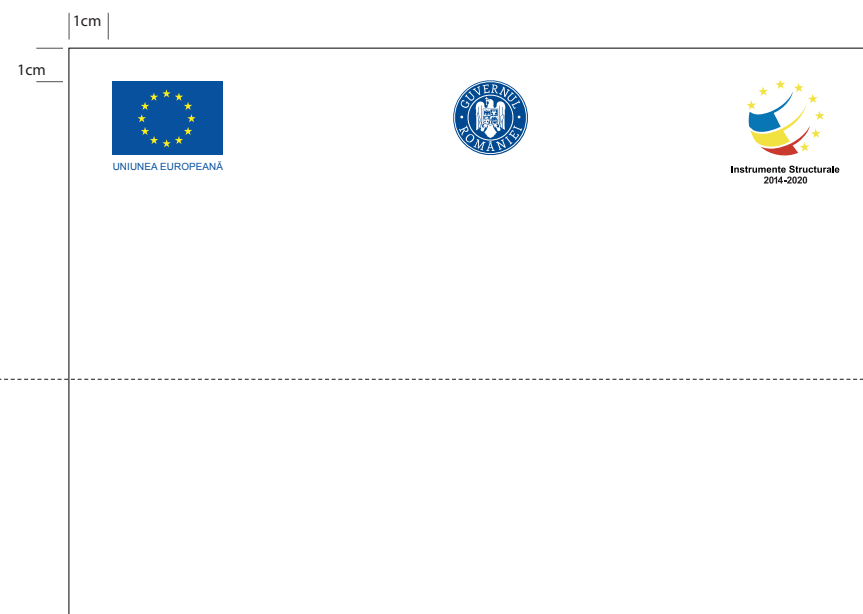 1cm
1cm
GUVERNUL ROMÂNIEI
UNIUNEA EUROPEANĂ
Instrumente Structurale
2014-2020